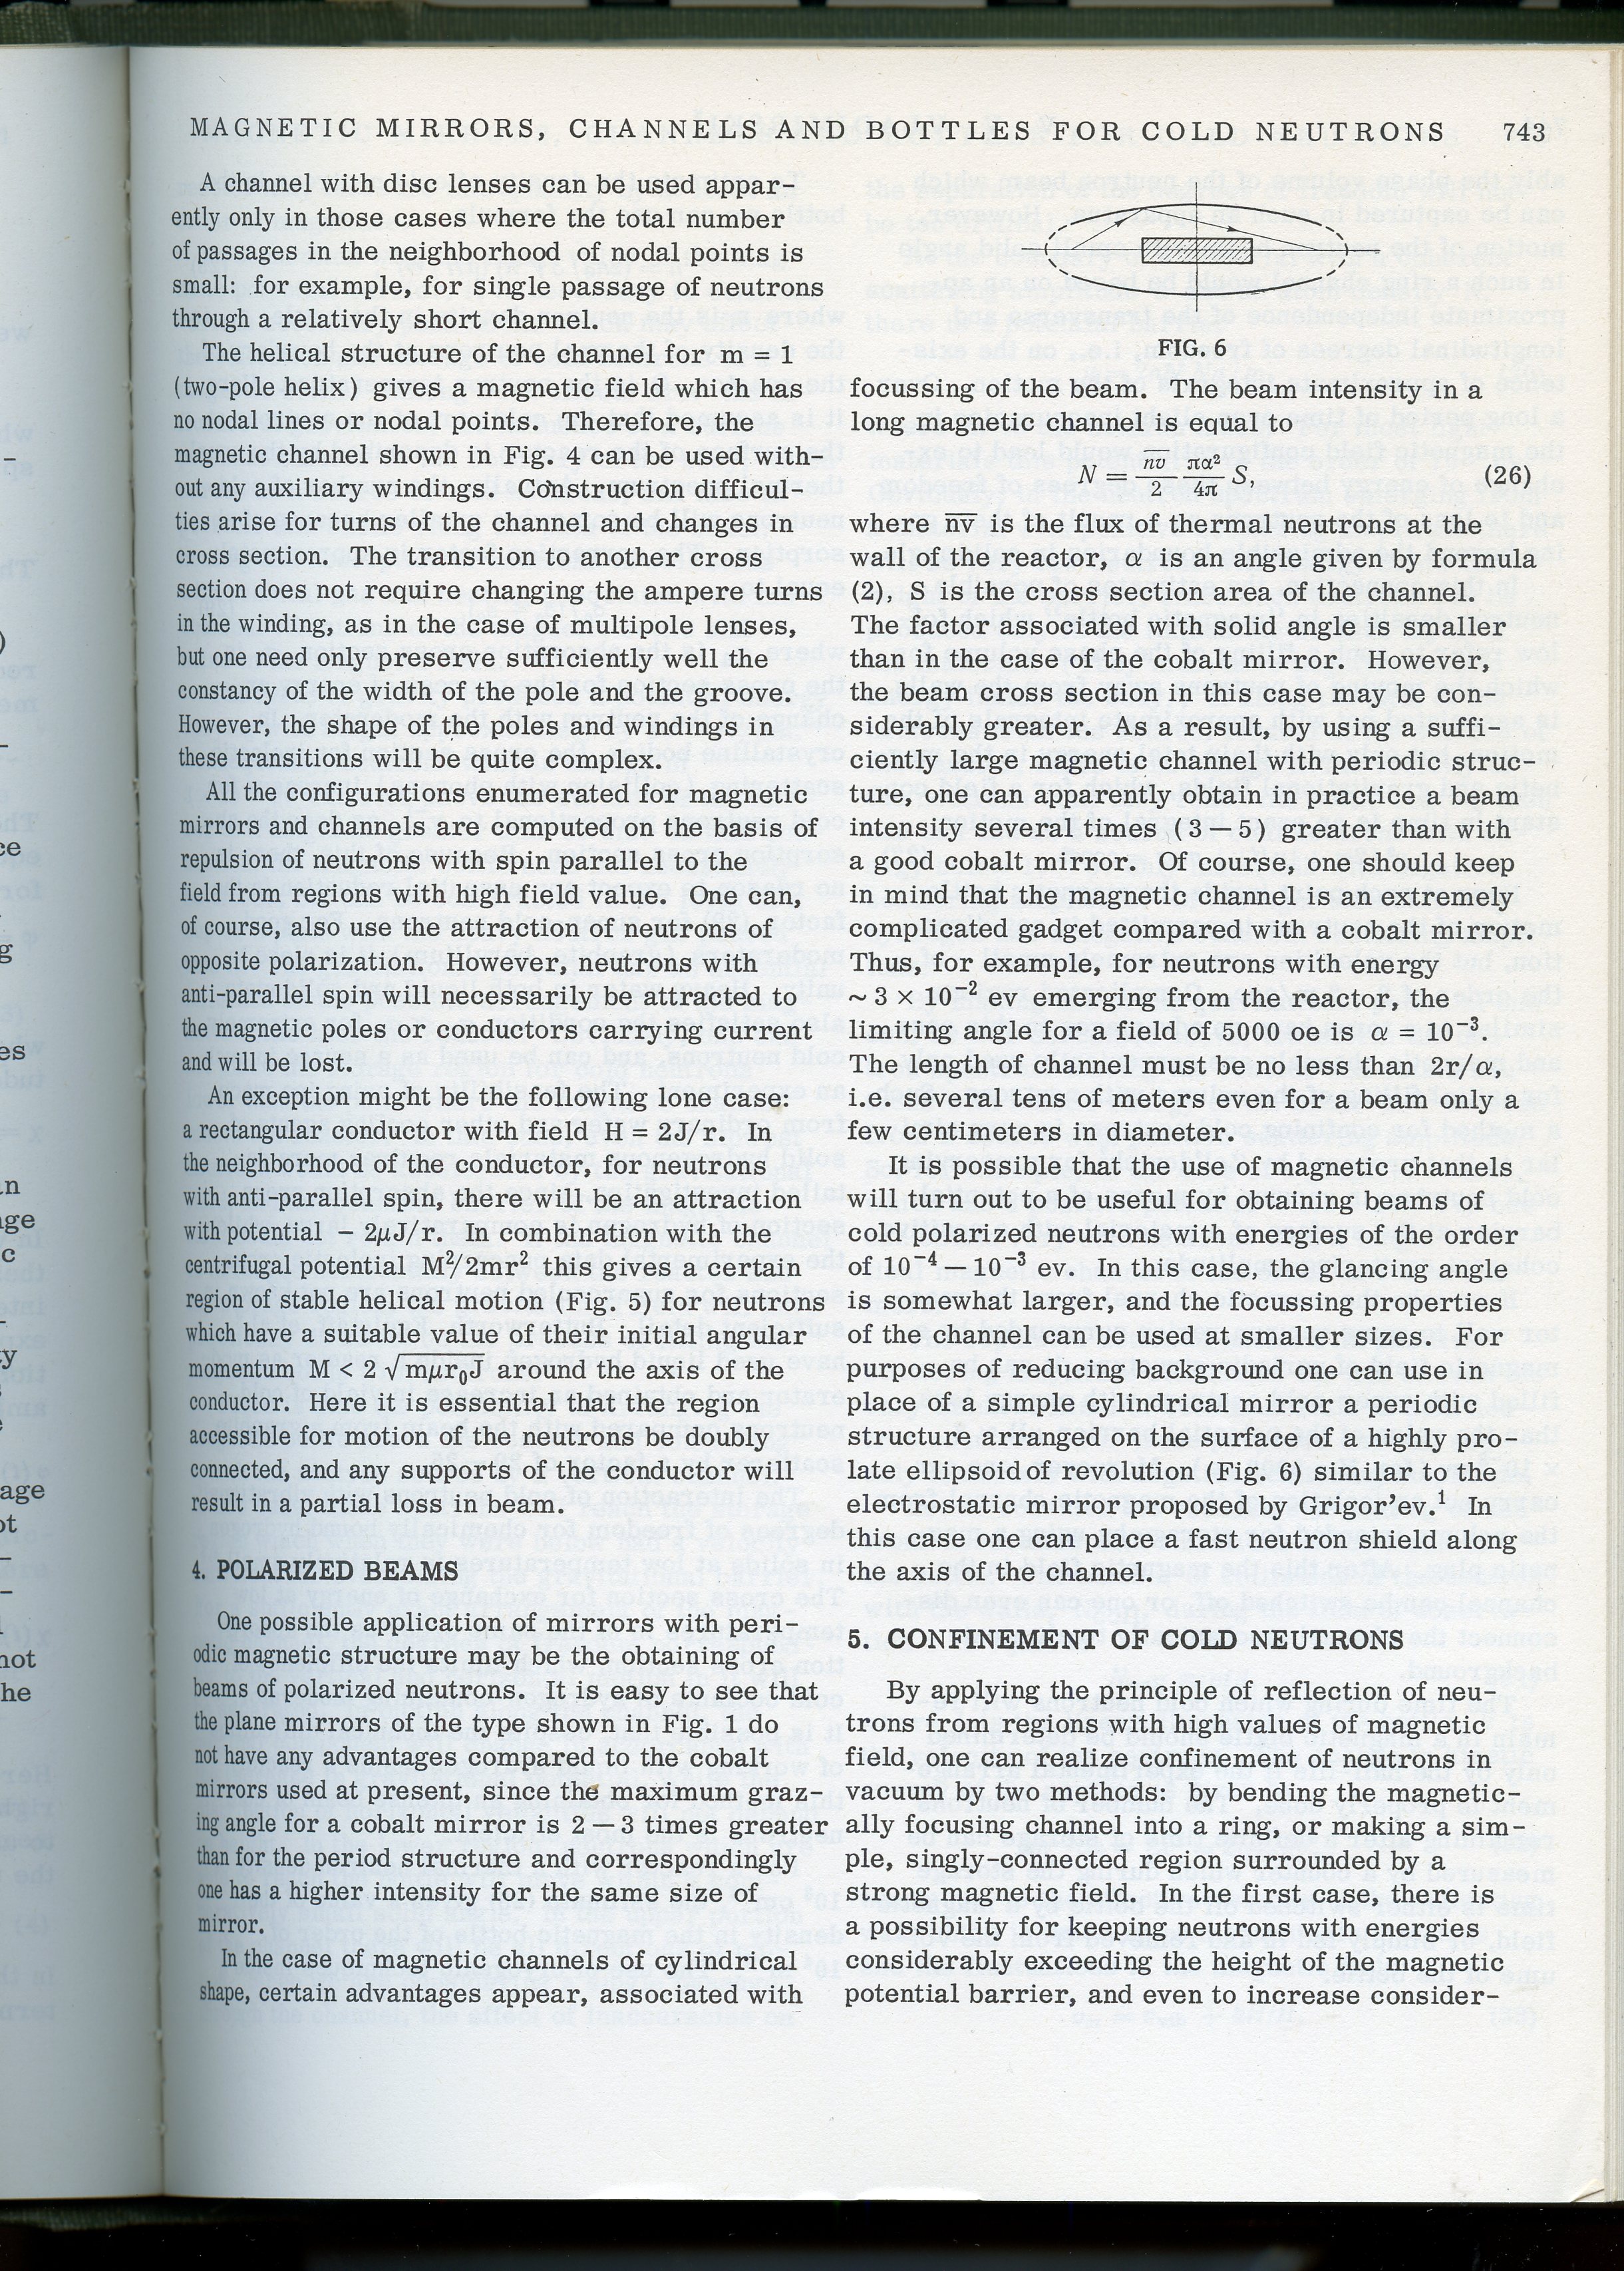 MAGNETIC MIRRORS, CHANNELS AND BOTTLES FOR COLD NEUTRONS 743
A channel with disc lenses can be used appar-
ently only in those cases where the total number
of passages in the neighborhood of nodal points is
small: for example, for single passage of neutrons
through a relatively short channel.
The helical structure of the channel for m = 1
(two-pole helix) gives a magnetic field which has
no nodal lines or nodal points. Therefore, the
magnetic channel shown in Fig. 4 can be used with-
out any auxiliary windings. Construction difficul-
ties arise for turns of the channel and changes in
cross section. The transition to another cross
section does not require changing the ampere turns
in the winding, as in the case of multipole lenses,
but one need only preserve sufficiently well the
constancy of the width of the pole and the groove.
However, the shape of the poles and windings in
these transitions will be quite complex.
All the configurations enumerated for magnetic
mirrors and channels are computed on the basis of
repulsion of neutrons with spin parallel to the
field from regions with high field value. One can,
of course, also use the attraction of neutrons of
opposite polarization. However, neutrons with
anti-parallel spin will necessarily be attracted to
the magnetic poles or conductors carrying current
and will be lost.
An exception might be the following lone case:
a rectangular conductor with field H = 2J/r. In
the neighborhood of the conductor, for neutrons
with anti-parallel spin, there will be an attraction
with potential − 2μJ/r. In combination with the
centrifugal potential M²/2mr² this gives a certain
region of stable helical motion (Fig. 5) for neutrons
which have a suitable value of their initial angular
momentum M < 2 √mμr₀J around the axis of the
conductor. Here it is essential that the region
accessible for motion of the neutrons be doubly
connected, and any supports of the conductor will
result in a partial loss in beam.
4. POLARIZED BEAMS
One possible application of mirrors with peri-
odic magnetic structure may be the obtaining of
beams of polarized neutrons. It is easy to see that
the plane mirrors of the type shown in Fig. 1 do
not have any advantages compared to the cobalt
mirrors used at present, since the maximum graz-
ing angle for a cobalt mirror is 2 — 3 times greater
than for the period structure and correspondingly
one has a higher intensity for the same size of
mirror.
In the case of magnetic channels of cylindrical
shape, certain advantages appear, associated with
FIG. 6
focussing of the beam. The beam intensity in a
long magnetic channel is equal to
N = n̅v̅/2 πα²/4π S, (26)
where n̅v̅ is the flux of thermal neutrons at the
wall of the reactor, α is an angle given by formula
(2), S is the cross section area of the channel.
The factor associated with solid angle is smaller
than in the case of the cobalt mirror. However,
the beam cross section in this case may be con-
siderably greater. As a result, by using a suffi-
ciently large magnetic channel with periodic struc-
ture, one can apparently obtain in practice a beam
intensity several times (3 — 5) greater than with
a good cobalt mirror. Of course, one should keep
in mind that the magnetic channel is an extremely
complicated gadget compared with a cobalt mirror.
Thus, for example, for neutrons with energy
~ 3 × 10⁻² ev emerging from the reactor, the
limiting angle for a field of 5000 oe is α = 10⁻³.
The length of channel must be no less than 2r/α,
i.e. several tens of meters even for a beam only a
few centimeters in diameter.
It is possible that the use of magnetic channels
will turn out to be useful for obtaining beams of
cold polarized neutrons with energies of the order
of 10⁻⁴ — 10⁻³ ev. In this case, the glancing angle
is somewhat larger, and the focussing properties
of the channel can be used at smaller sizes. For
purposes of reducing background one can use in
place of a simple cylindrical mirror a periodic
structure arranged on the surface of a highly pro-
late ellipsoid of revolution (Fig. 6) similar to the
electrostatic mirror proposed by Grigor'ev.¹ In
this case one can place a fast neutron shield along
the axis of the channel.
5. CONFINEMENT OF COLD NEUTRONS
By applying the principle of reflection of neu-
trons from regions with high values of magnetic
field, one can realize confinement of neutrons in
vacuum by two methods: by bending the magnetic-
ally focusing channel into a ring, or making a sim-
ple, singly-connected region surrounded by a
strong magnetic field. In the first case, there is
a possibility for keeping neutrons with energies
considerably exceeding the height of the magnetic
potential barrier, and even to increase consider-